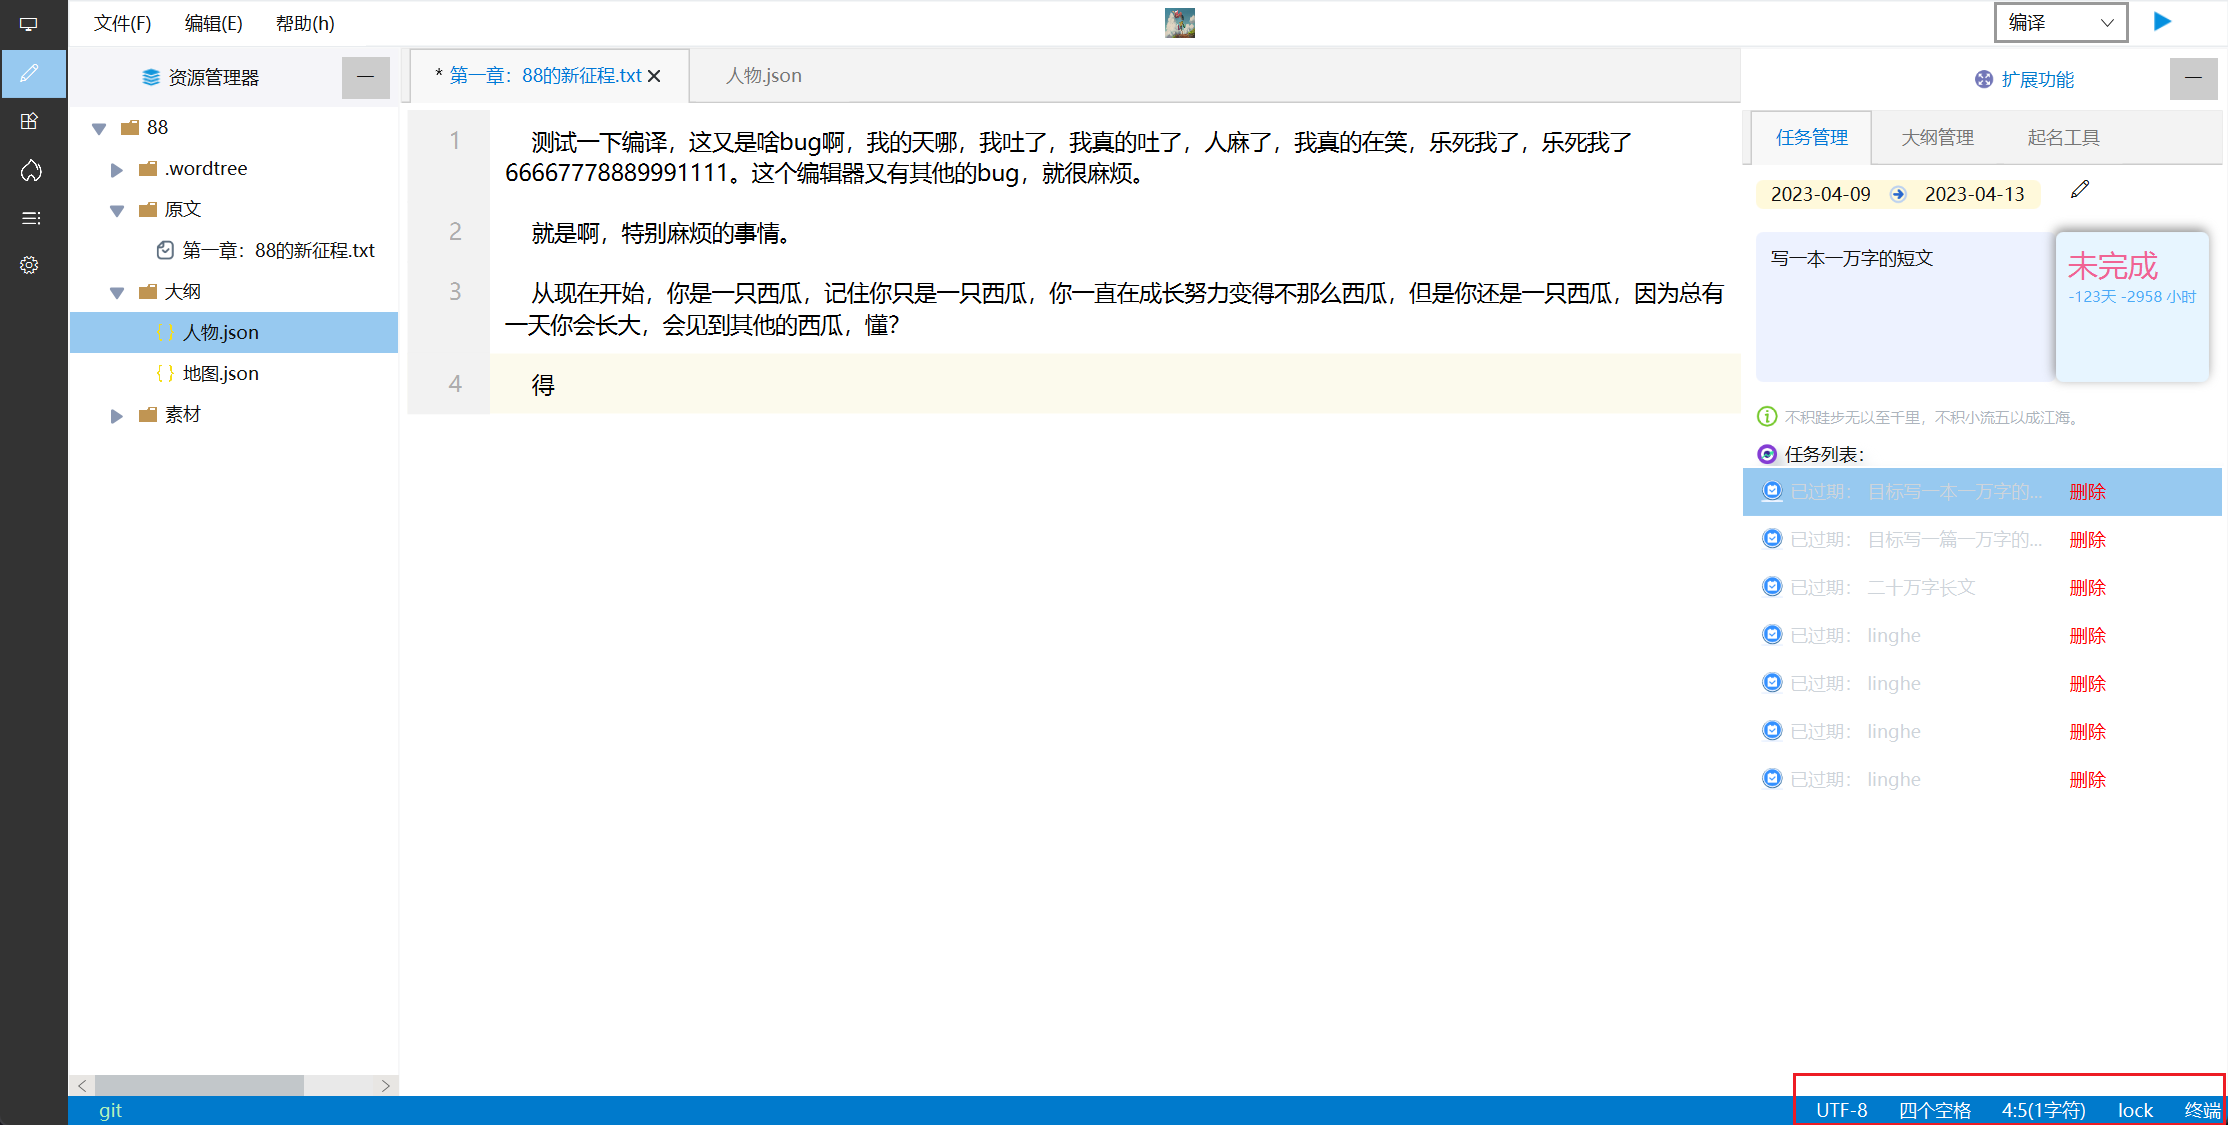 文件(F) 编辑(E) 帮助(h)
编译
资源管理器
88
.wordtree
原文
第一章：88的新征程.txt
大纲
人物.json
地图.json
素材
* 第一章：88的新征程.txt
人物.json
1 测试一下编译，这又是啥bug啊，我的天哪，我吐了，我真的吐了，人麻了，我真的在笑，乐死我了，乐死我了
66667778889991111。这个编辑器又有其他的bug，就很麻烦。
2 就是啊，特别麻烦的事情。
3 从现在开始，你是一只西瓜，记住你只是一只西瓜，你一直在成长努力变得不那么西瓜，但是你还是一只西瓜，因为总有
一天你会长大，会见到其他的西瓜，懂？
4 得
扩展功能
任务管理 大纲管理 起名工具
2023-04-09 2023-04-13
写一本一万字的短文
未完成
-123天 -2958 小时
不积跬步无以至千里，不积小流五以成江海。
任务列表：
已过期： 目标写一本一万字的... 删除
已过期： 目标写一篇一万字的... 删除
已过期： 二十万字长文 删除
已过期： linghe 删除
已过期： linghe 删除
已过期： linghe 删除
已过期： linghe 删除
git
UTF-8 四个空格 4:5(1字符) lock 终端